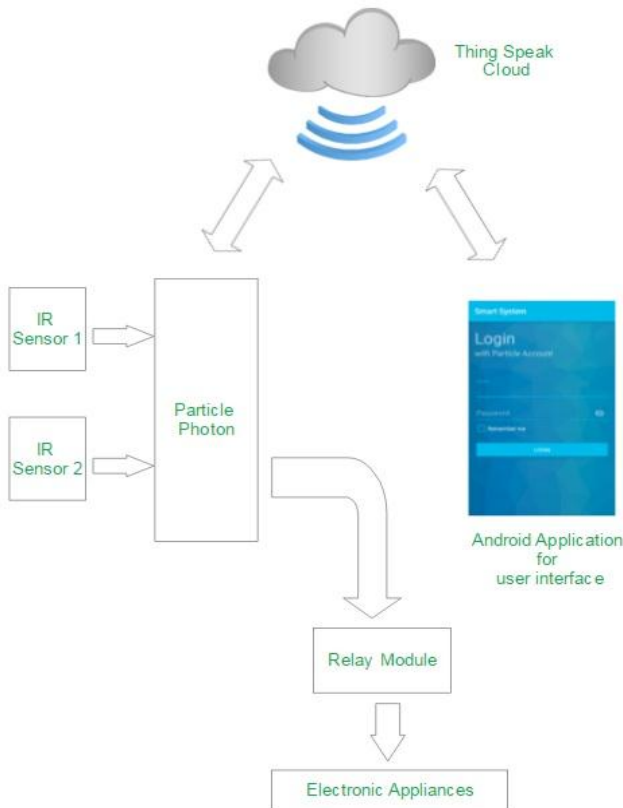 Thing Speak
Cloud
IR
Sensor 1
Particle
Photon
IR
Sensor 2
Smart System
Login
with Particle Account
Password
Remember me
LOGIN
Android Application
for
user interface
Relay Module
Electronic Appliances